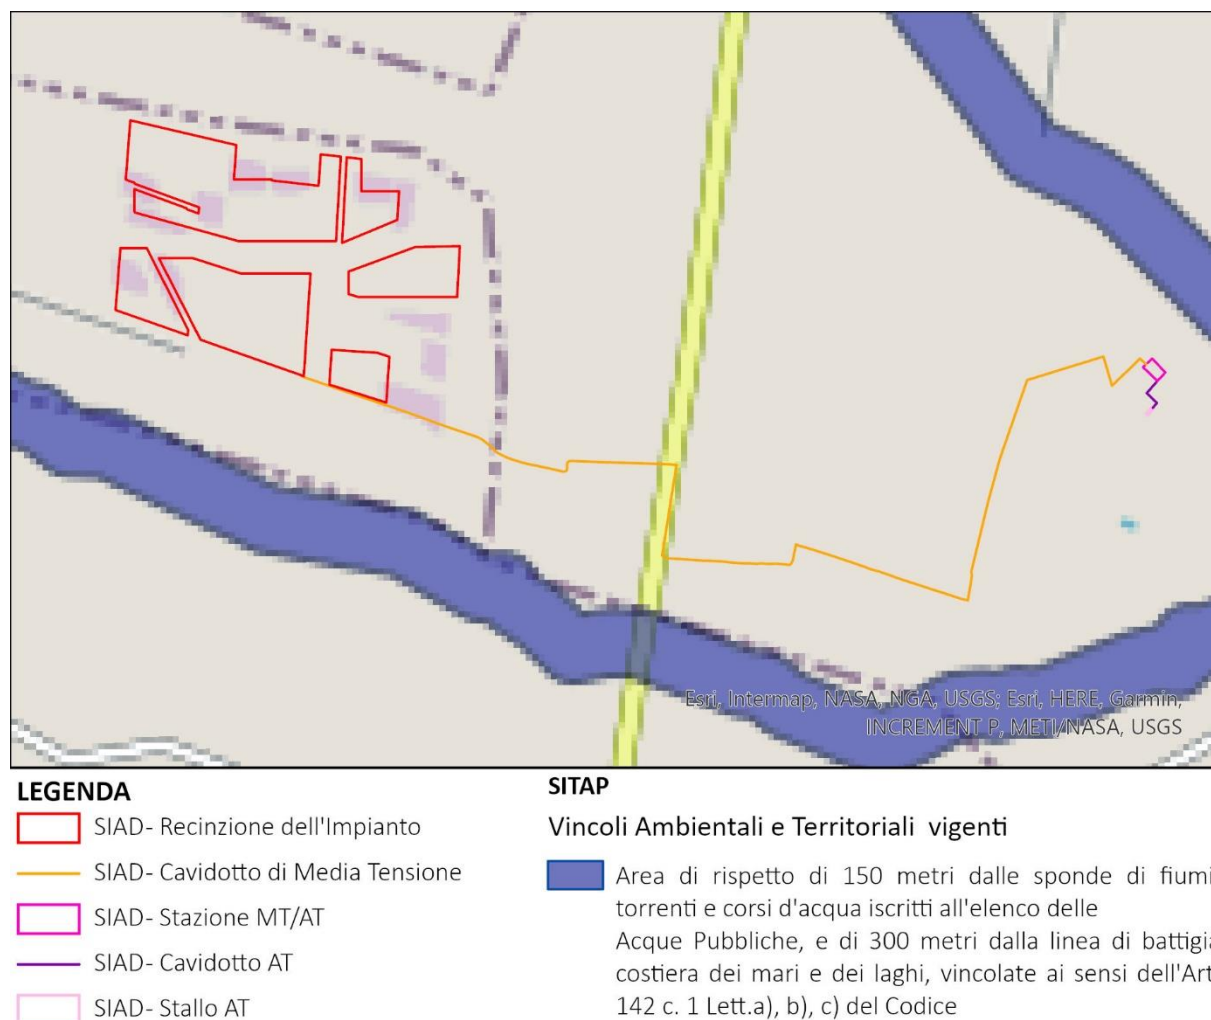 Esri, Intermap, NASA, NGA, USGS; Esri, HERE, Garmin,
INCREMENT P, METI/NASA, USGS
LEGENDA
SIAD- Recinzione dell'Impianto
SIAD- Cavidotto di Media Tensione
SIAD- Stazione MT/AT
SIAD- Cavidotto AT
SIAD- Stallo AT
SITAP
Vincoli Ambientali e Territoriali vigenti
Area di rispetto di 150 metri dalle sponde di fiumi
torrenti e corsi d'acqua iscritti all'elenco delle
Acque Pubbliche, e di 300 metri dalla linea di battigia
costiera dei mari e dei laghi, vincolate ai sensi dell'Art
142 c. 1 Lett.a), b), c) del Codice